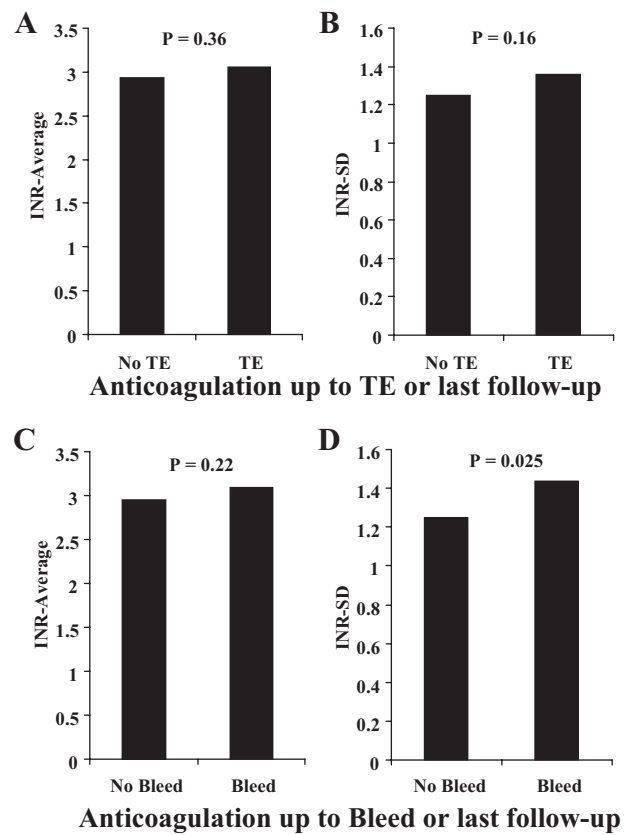 A
P = 0.36
INR-Average
3.5
3
2.5
2
1.5
1
0.5
0
No TE
TE
B
P = 0.16
INR-SD
1.6
1.4
1.2
1
0.8
0.6
0.4
0.2
0
No TE
TE
Anticoagulation up to TE or last follow-up
C
P = 0.22
INR-Average
3.5
3
2.5
2
1.5
1
0.5
0
No Bleed
Bleed
D
P = 0.025
INR-SD
1.6
1.4
1.2
1
0.8
0.6
0.4
0.2
0
No Bleed
Bleed
Anticoagulation up to Bleed or last follow-up